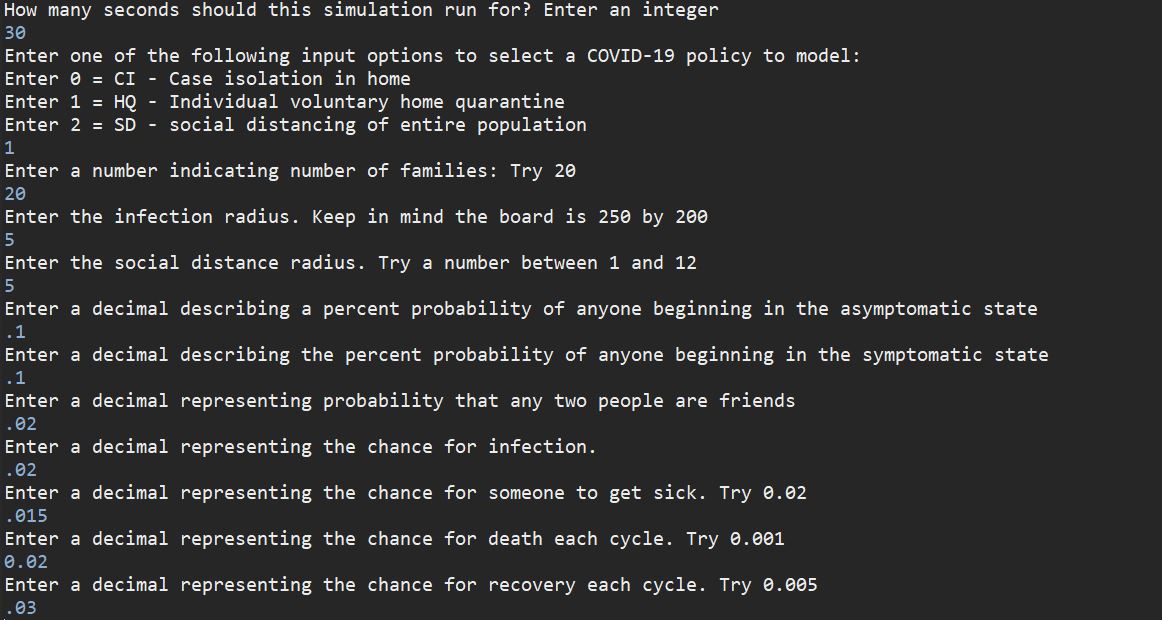 How many seconds should this simulation run for? Enter an integer
30
Enter one of the following input options to select a COVID-19 policy to model:
Enter 0 = CI - Case isolation in home
Enter 1 = HQ - Individual voluntary home quarantine
Enter 2 = SD - social distancing of entire population
1
Enter a number indicating number of families: Try 20
20
Enter the infection radius. Keep in mind the board is 250 by 200
5
Enter the social distance radius. Try a number between 1 and 12
5
Enter a decimal describing a percent probability of anyone beginning in the asymptomatic state
.1
Enter a decimal describing the percent probability of anyone beginning in the symptomatic state
.1
Enter a decimal representing probability that any two people are friends
.02
Enter a decimal representing the chance for infection.
.02
Enter a decimal representing the chance for someone to get sick. Try 0.02
.015
Enter a decimal representing the chance for death each cycle. Try 0.001
0.02
Enter a decimal representing the chance for recovery each cycle. Try 0.005
.03